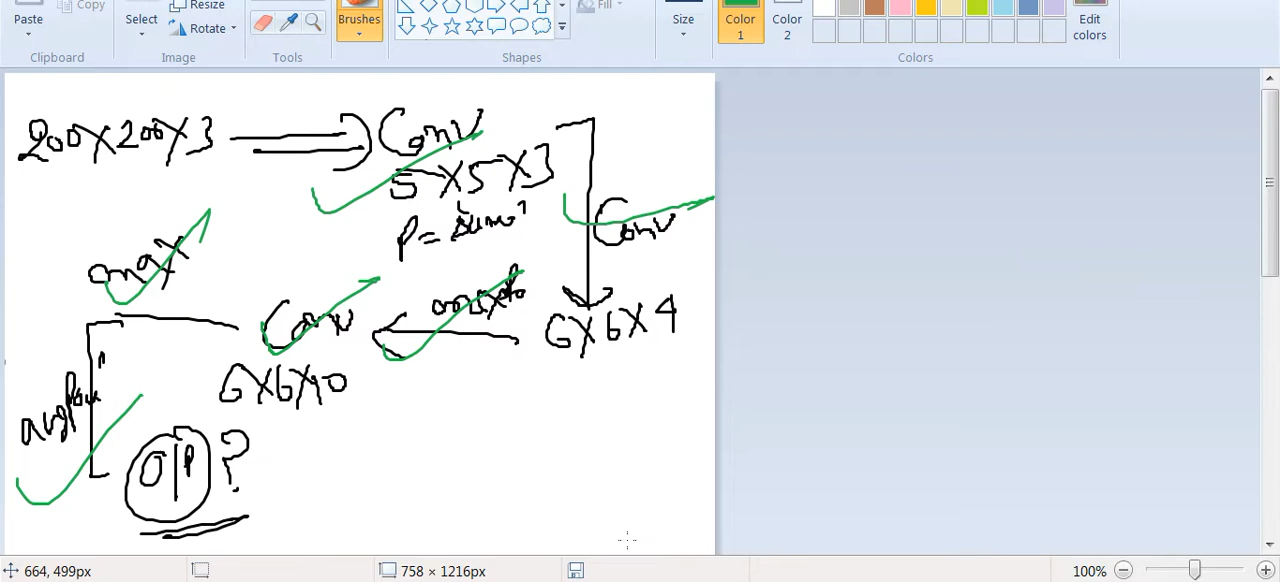 Copy
Resize
Paste
Select
Rotate
Brushes
Fill
Size
Color 1
Color 2
Edit colors
Clipboard
Image
Tools
Shapes
Colors
200X200X3
Conv
5X5X3
P=
Conv
6X6X4
Conv
6X6X10
max
O|P ?
664, 499px
758 × 1216px
100%